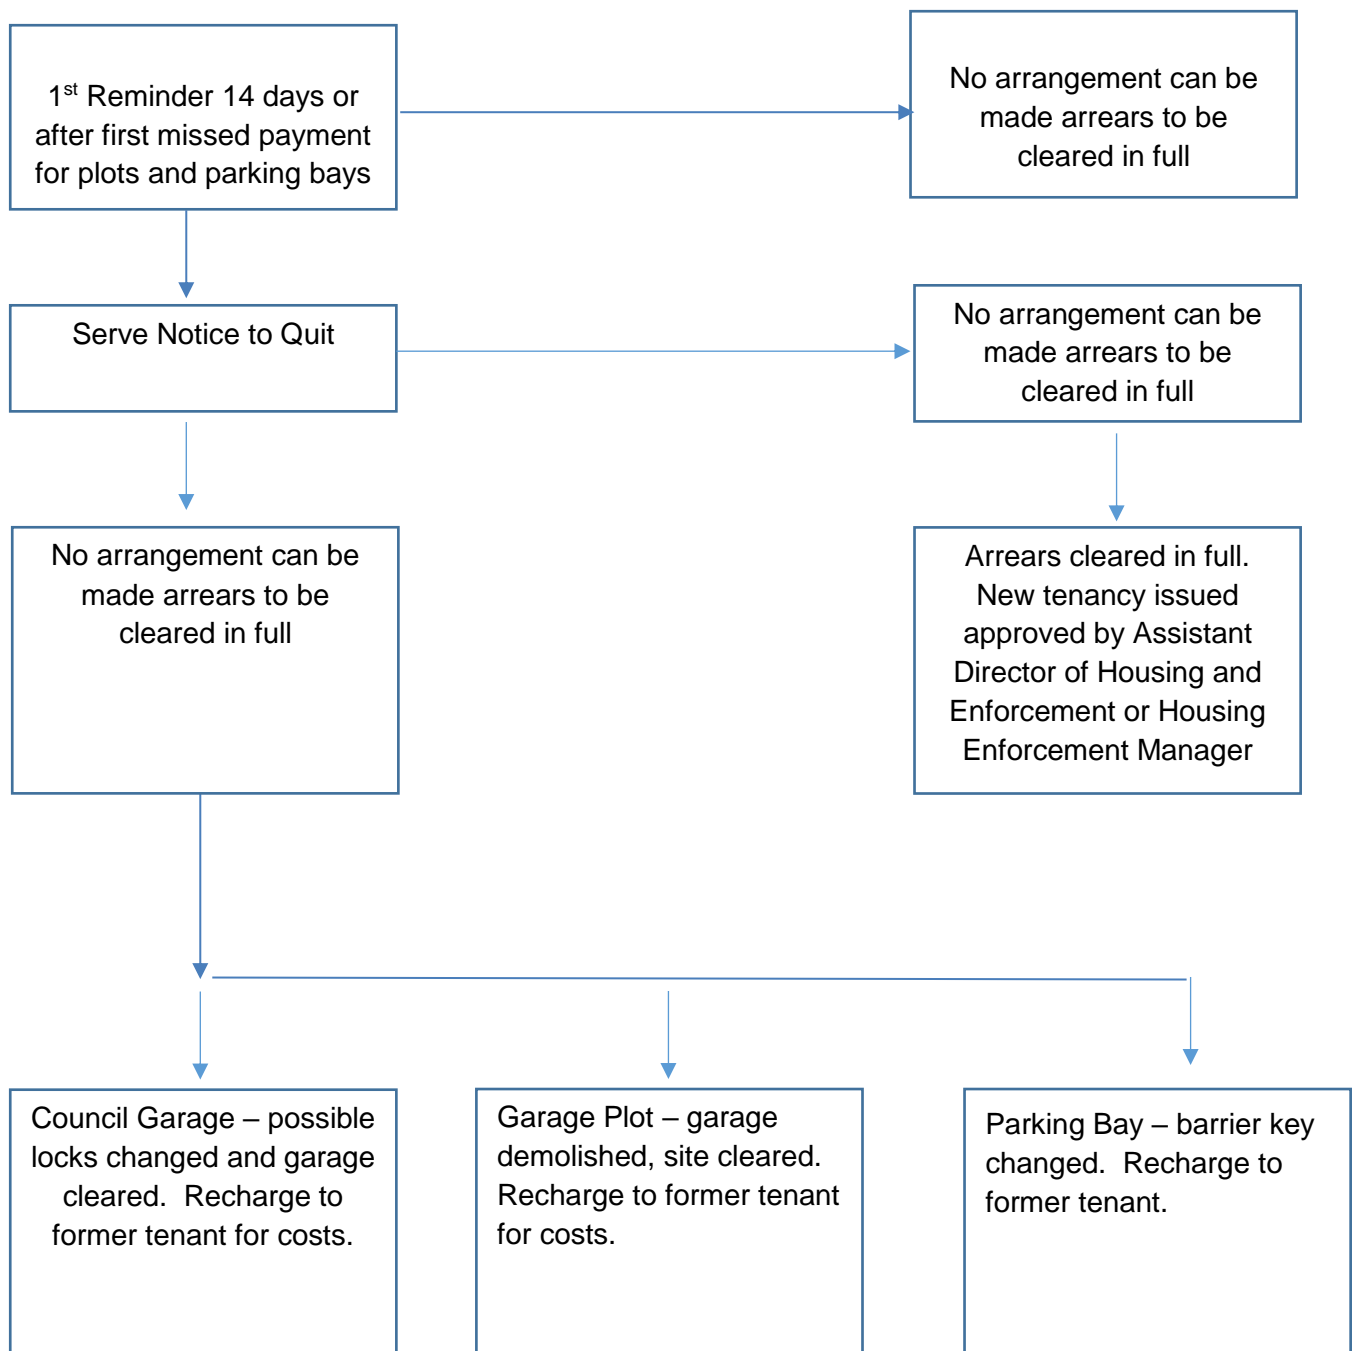 1st Reminder 14 days or
after first missed payment
for plots and parking bays
No arrangement can be
made arrears to be
cleared in full
Serve Notice to Quit
No arrangement can be
made arrears to be
cleared in full
No arrangement can be
made arrears to be
cleared in full
Arrears cleared in full.
New tenancy issued
approved by Assistant
Director of Housing and
Enforcement or Housing
Enforcement Manager
Council Garage – possible
locks changed and garage
cleared.  Recharge to
former tenant for costs.
Garage Plot – garage
demolished, site cleared.
Recharge to former tenant
for costs.
Parking Bay – barrier key
changed.  Recharge to
former tenant.